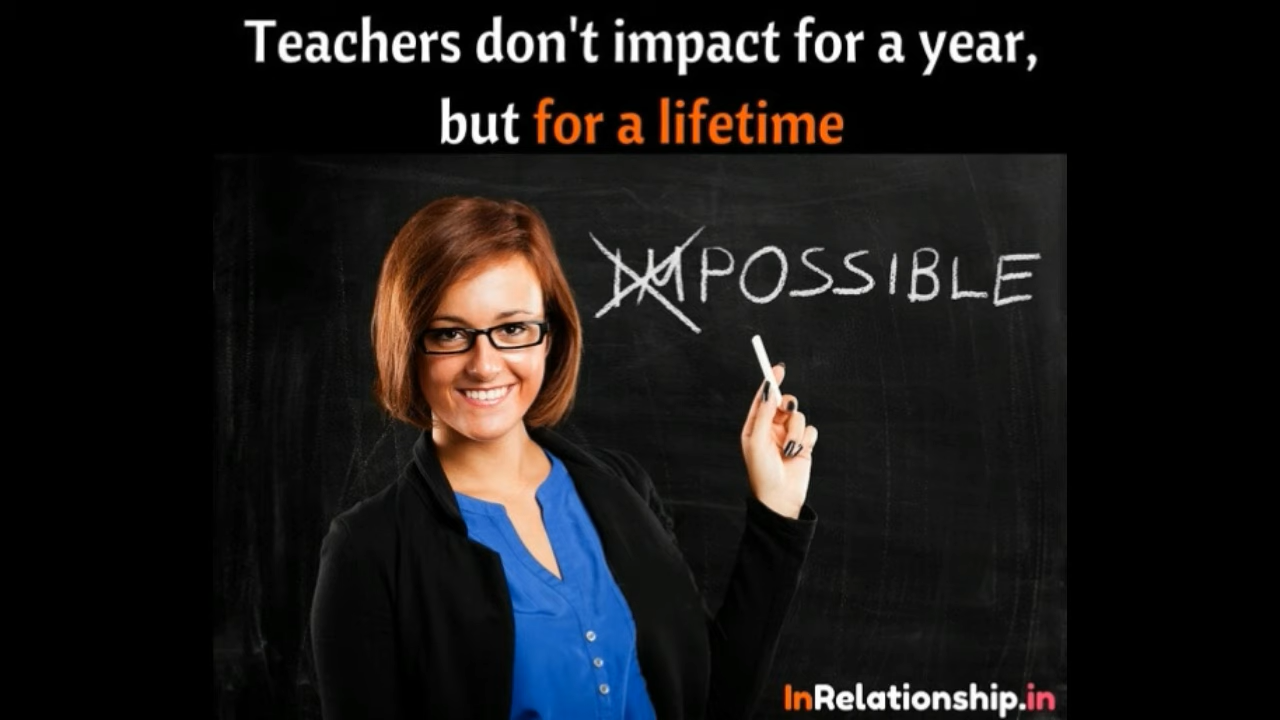 Teachers don't impact for a year,
but for a lifetime
IMPOSSIBLE
InRelationship.in